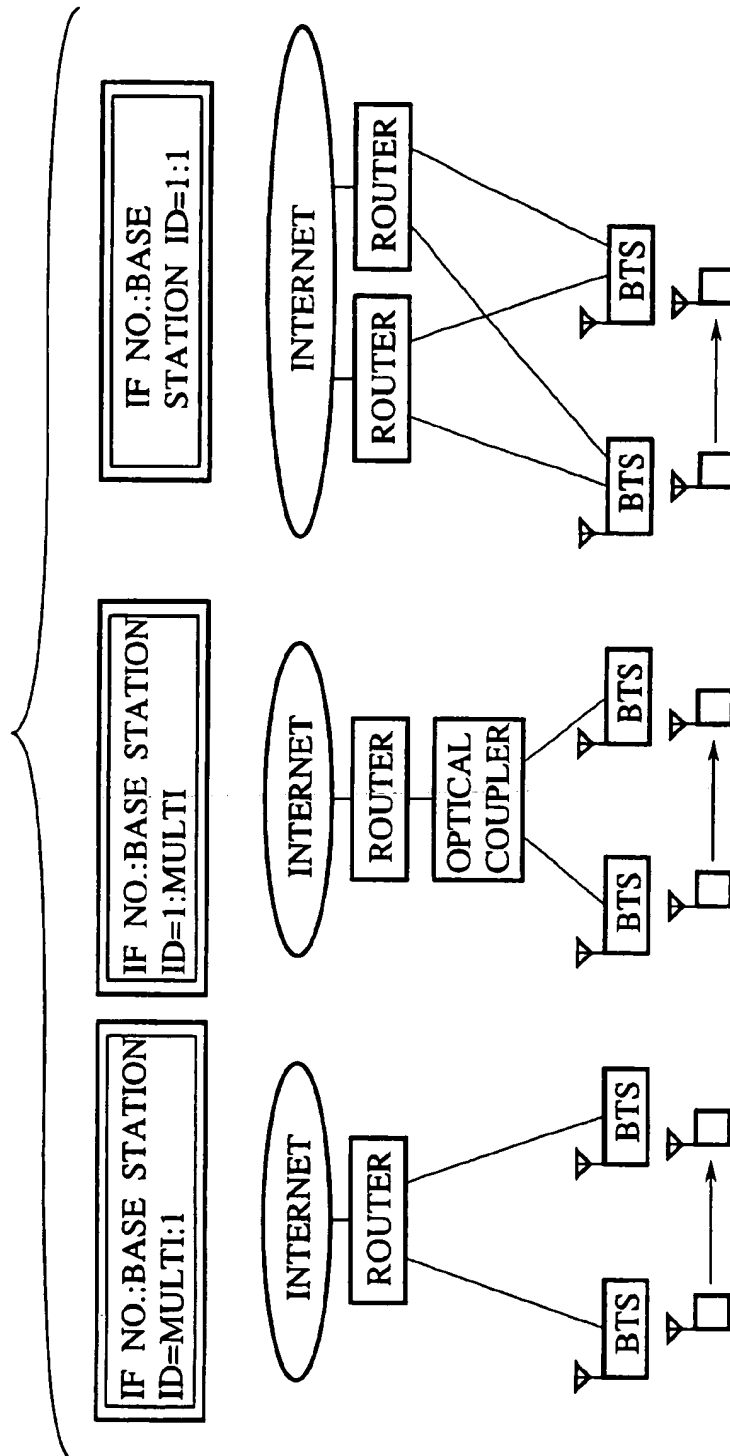 IF NO.:BASE STATION
ID=MULTI:1
INTERNET
ROUTER
BTS
BTS
IF NO.:BASE STATION
ID=1:MULTI
INTERNET
ROUTER
OPTICAL
COUPLER
BTS
BTS
IF NO.:BASE
STATION ID=1:1
INTERNET
ROUTER
ROUTER
BTS
BTS